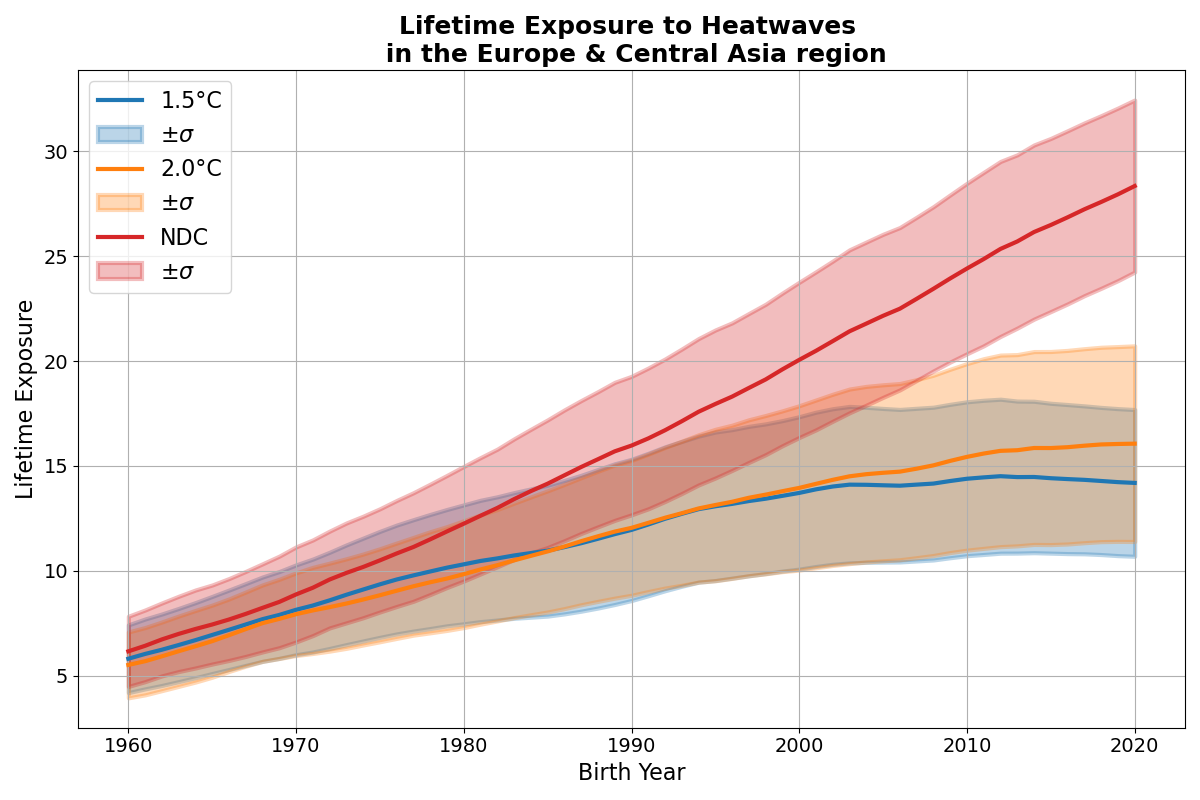 Lifetime Exposure to Heatwaves
in the Europe & Central Asia region
1.5°C
±σ
2.0°C
±σ
NDC
±σ
Lifetime Exposure
30
25
20
15
10
5
1960 1970 1980 1990 2000 2010 2020
Birth Year